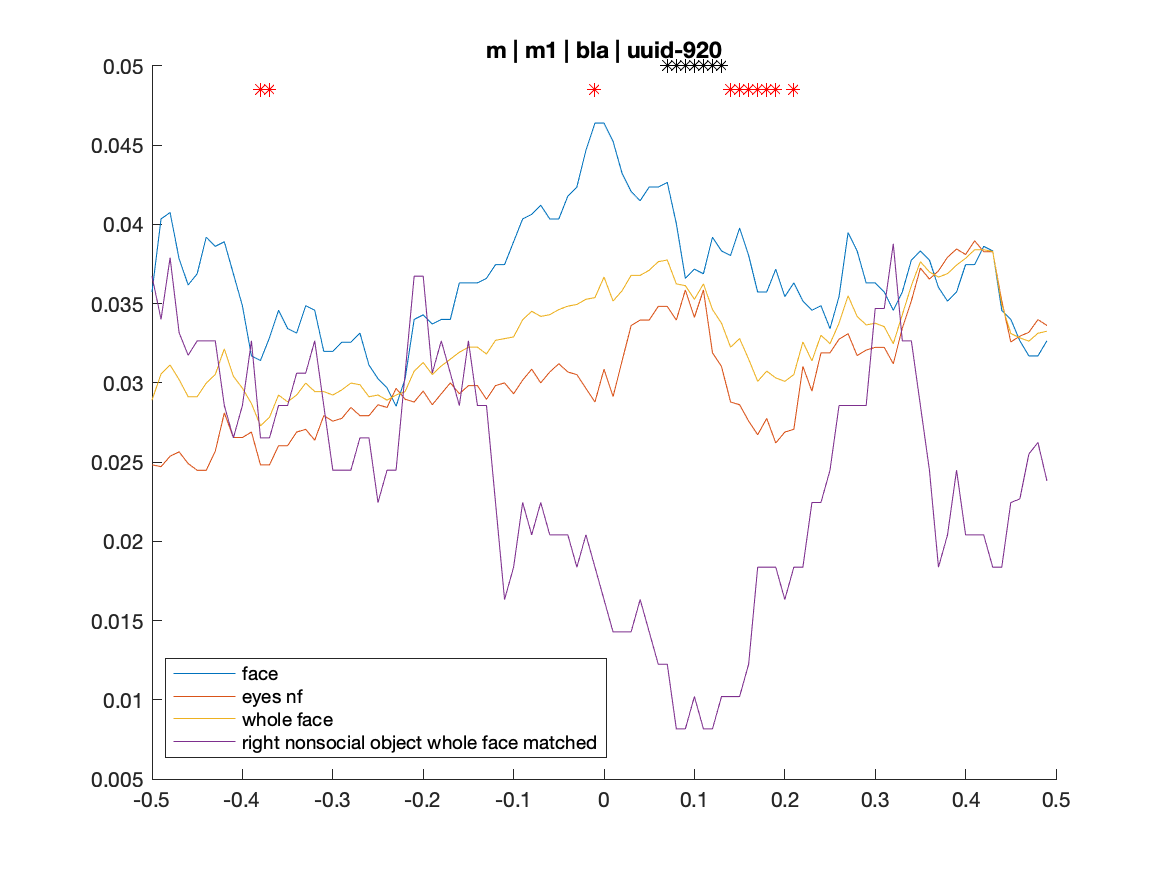 m | m1 | bla | uuid-920
0.05
0.045
0.04
0.035
0.03
0.025
0.02
0.015
0.01
0.005
face
eyes nf
whole face
right nonsocial object whole face matched
-0.5 -0.4 -0.3 -0.2 -0.1 0 0.1 0.2 0.3 0.4 0.5